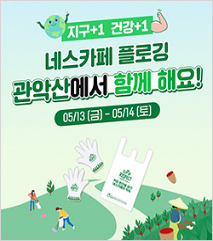 지구+1 건강+1
네스카페 플로깅
관악산에서 함께 해요!
05/13 (금) - 05/14 (토)